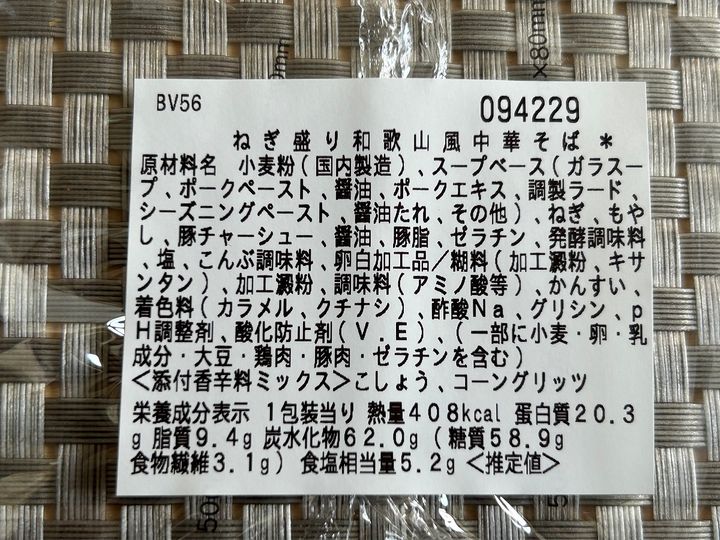 ×80mm
0mm
BV56 094229
ねぎ盛り和歌山風中華そば*
原材料名 小麦粉(国内製造)、スープベース(ガラスー
プ、ポークペースト、醤油、ポークエキス、調製ラード、
シーズニングペースト、醤油たれ、その他)、ねぎ、もや
し、豚チャーシュー、醤油、豚脂、ゼラチン、発酵調味料
、塩、こんぶ調味料、卵白加工品/糊料(加工澱粉、キサ
ンタン)、加工澱粉、調味料(アミノ酸等)、かんすい、
着色料(カラメル、クチナシ)、酢酸Na、グリシン、p
H調整剤、酸化防止剤(V.E)、(一部に小麦・卵・乳
成分・大豆・鶏肉・豚肉・ゼラチンを含む)
<添付香辛料ミックス>こしょう、コーングリッツ
栄養成分表示 1包装当り 熱量408kcal 蛋白質20.3
g 脂質9.4g 炭水化物62.0g(糖質58.9g
食物繊維3.1g) 食塩相当量5.2g<推定値>